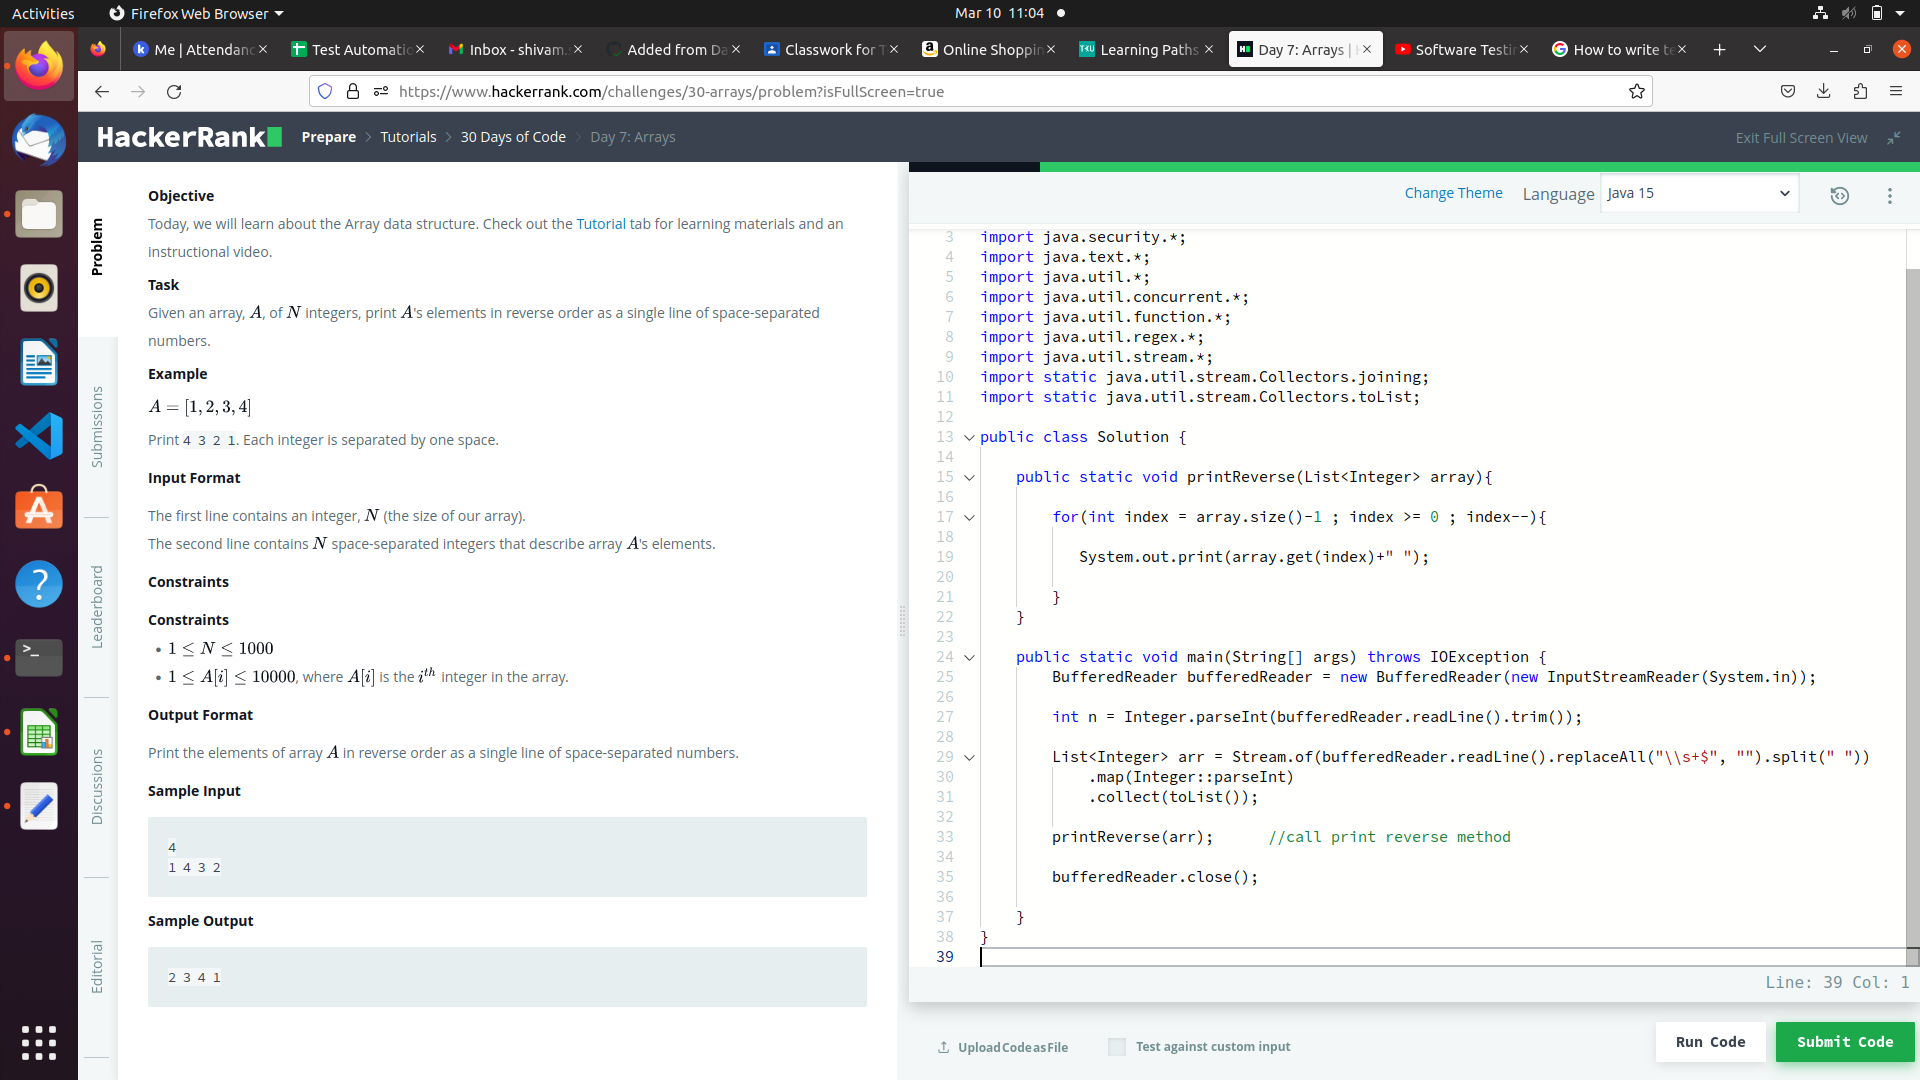 Activities
Firefox Web Browser
Mar 10 11:04
Me | Attendanc
Test Automatio
Inbox - shivam.s
Added from Da
Classwork for T
Online Shoppin
Learning Paths
Day 7: Arrays |
Software Testin
How to write te
https://www.hackerrank.com/challenges/30-arrays/problem?isFullScreen=true
HackerRank
Prepare > Tutorials > 30 Days of Code > Day 7: Arrays
Exit Full Screen View
Problem
Submissions
Leaderboard
Discussions
Editorial
Objective
Today, we will learn about the Array data structure. Check out the Tutorial tab for learning materials and an
instructional video.
Task
Given an array, A, of N integers, print A's elements in reverse order as a single line of space-separated
numbers.
Example
A = [1, 2, 3, 4]
Print 4 3 2 1. Each integer is separated by one space.
Input Format
The first line contains an integer, N (the size of our array).
The second line contains N space-separated integers that describe array A's elements.
Constraints
Constraints
• 1 ≤ N ≤ 1000
• 1 ≤ A[i] ≤ 10000, where A[i] is the i^th integer in the array.
Output Format
Print the elements of array A in reverse order as a single line of space-separated numbers.
Sample Input
4
1 4 3 2
Sample Output
2 3 4 1
Change Theme
Language
Java 15
3 import java.security.*;
4 import java.text.*;
5 import java.util.*;
6 import java.util.concurrent.*;
7 import java.util.function.*;
8 import java.util.regex.*;
9 import java.util.stream.*;
10 import static java.util.stream.Collectors.joining;
11 import static java.util.stream.Collectors.toList;
12
13 public class Solution {
14
15 public static void printReverse(List<Integer> array){
16
17 for(int index = array.size()-1 ; index >= 0 ; index--){
18
19 System.out.print(array.get(index)+" ");
20
21 }
22 }
23
24 public static void main(String[] args) throws IOException {
25 BufferedReader bufferedReader = new BufferedReader(new InputStreamReader(System.in));
26
27 int n = Integer.parseInt(bufferedReader.readLine().trim());
28
29 List<Integer> arr = Stream.of(bufferedReader.readLine().replaceAll("\\s+$", "").split(" "))
30 .map(Integer::parseInt)
31 .collect(toList());
32
33 printReverse(arr); //call print reverse method
34
35 bufferedReader.close();
36
37 }
38 }
39
Line: 39 Col: 1
Upload Code as File
Test against custom input
Run Code
Submit Code